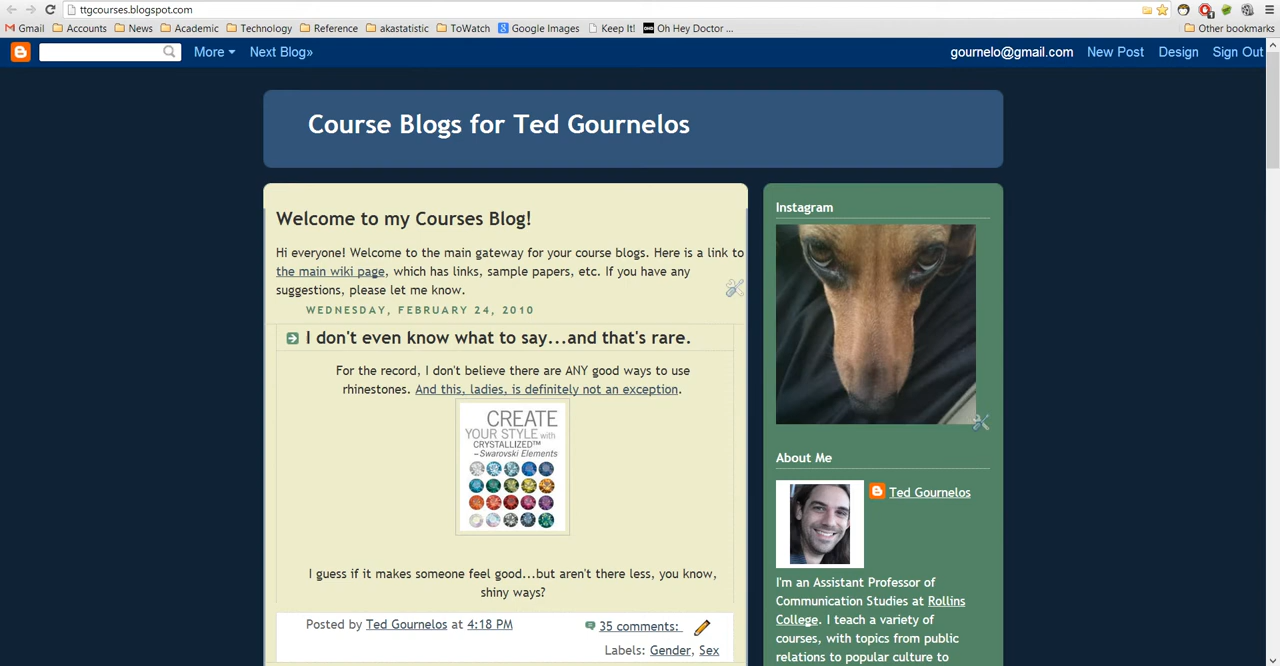 ttgcourses.blogspot.com
Gmail Accounts News Academic Technology Reference akastatistic ToWatch Google Images Keep It! Oh Hey Doctor ... Other bookmarks
More Next Blog» gournelo@gmail.com New Post Design Sign Out
Course Blogs for Ted Gournelos
Welcome to my Courses Blog!
Hi everyone! Welcome to the main gateway for your course blogs. Here is a link to
the main wiki page, which has links, sample papers, etc. If you have any
suggestions, please let me know.
WEDNESDAY, FEBRUARY 24, 2010
I don't even know what to say...and that's rare.
For the record, I don't believe there are ANY good ways to use
rhinestones. And this, ladies, is definitely not an exception.
CREATE
YOUR STYLE with
CRYSTALLIZED™
– Swarovski Elements
I guess if it makes someone feel good...but aren't there less, you know,
shiny ways?
Posted by Ted Gournelos at 4:18 PM 35 comments:
Labels: Gender, Sex
Instagram
About Me
Ted Gournelos
I'm an Assistant Professor of
Communication Studies at Rollins
College. I teach a variety of
courses, with topics from public
relations to popular culture to